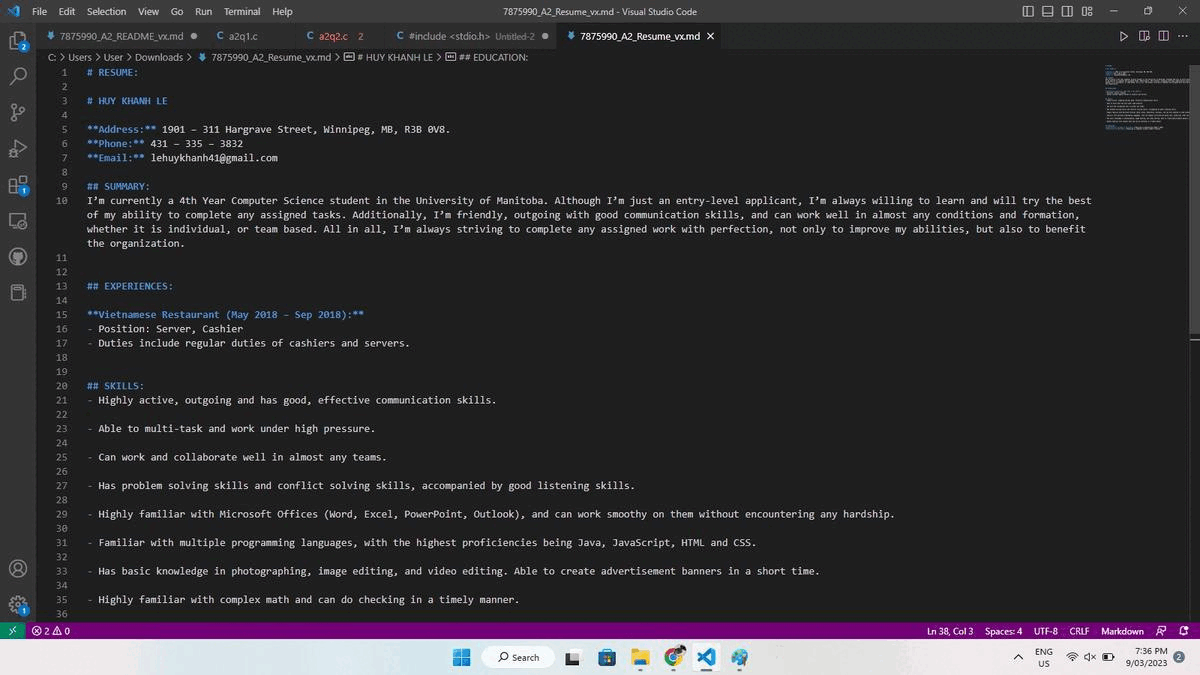 File Edit Selection View Go Run Terminal Help 7875990_A2_Resume_vx.md - Visual Studio Code
7875990_A2_README_vx.md a2q1.c a2q2.c 2 #include <stdio.h> Untitled-2 7875990_A2_Resume_vx.md
C: > Users > User > Downloads > 7875990_A2_Resume_vx.md > # HUY KHANH LE > ## EDUCATION:
1 # RESUME:
2
3 # HUY KHANH LE
4
5 **Address:** 1901 – 311 Hargrave Street, Winnipeg, MB, R3B 0V8.
6 **Phone:** 431 – 335 – 3832
7 **Email:** lehuykhanh41@gmail.com
8
9 ## SUMMARY:
10 I’m currently a 4th Year Computer Science student in the University of Manitoba. Although I’m just an entry-level applicant, I’m always willing to learn and will try the best
of my ability to complete any assigned tasks. Additionally, I’m friendly, outgoing with good communication skills, and can work well in almost any conditions and formation,
whether it is individual, or team based. All in all, I’m always striving to complete any assigned work with perfection, not only to improve my abilities, but also to benefit
the organization.
11
12
13 ## EXPERIENCES:
14
15 **Vietnamese Restaurant (May 2018 – Sep 2018):**
16 - Position: Server, Cashier
17 - Duties include regular duties of cashiers and servers.
18
19
20 ## SKILLS:
21 - Highly active, outgoing and has good, effective communication skills.
22
23 - Able to multi-task and work under high pressure.
24
25 - Can work and collaborate well in almost any teams.
26
27 - Has problem solving skills and conflict solving skills, accompanied by good listening skills.
28
29 - Highly familiar with Microsoft Offices (Word, Excel, PowerPoint, Outlook), and can work smoothy on them without encountering any hardship.
30
31 - Familiar with multiple programming languages, with the highest proficiencies being Java, JavaScript, HTML and CSS.
32
33 - Has basic knowledge in photographing, image editing, and video editing. Able to create advertisement banners in a short time.
34
35 - Highly familiar with complex math and can do checking in a timely manner.
36
2 0 Ln 38, Col 3 Spaces: 4 UTF-8 CRLF Markdown
Search ENG US 7:36 PM 9/03/2023 2